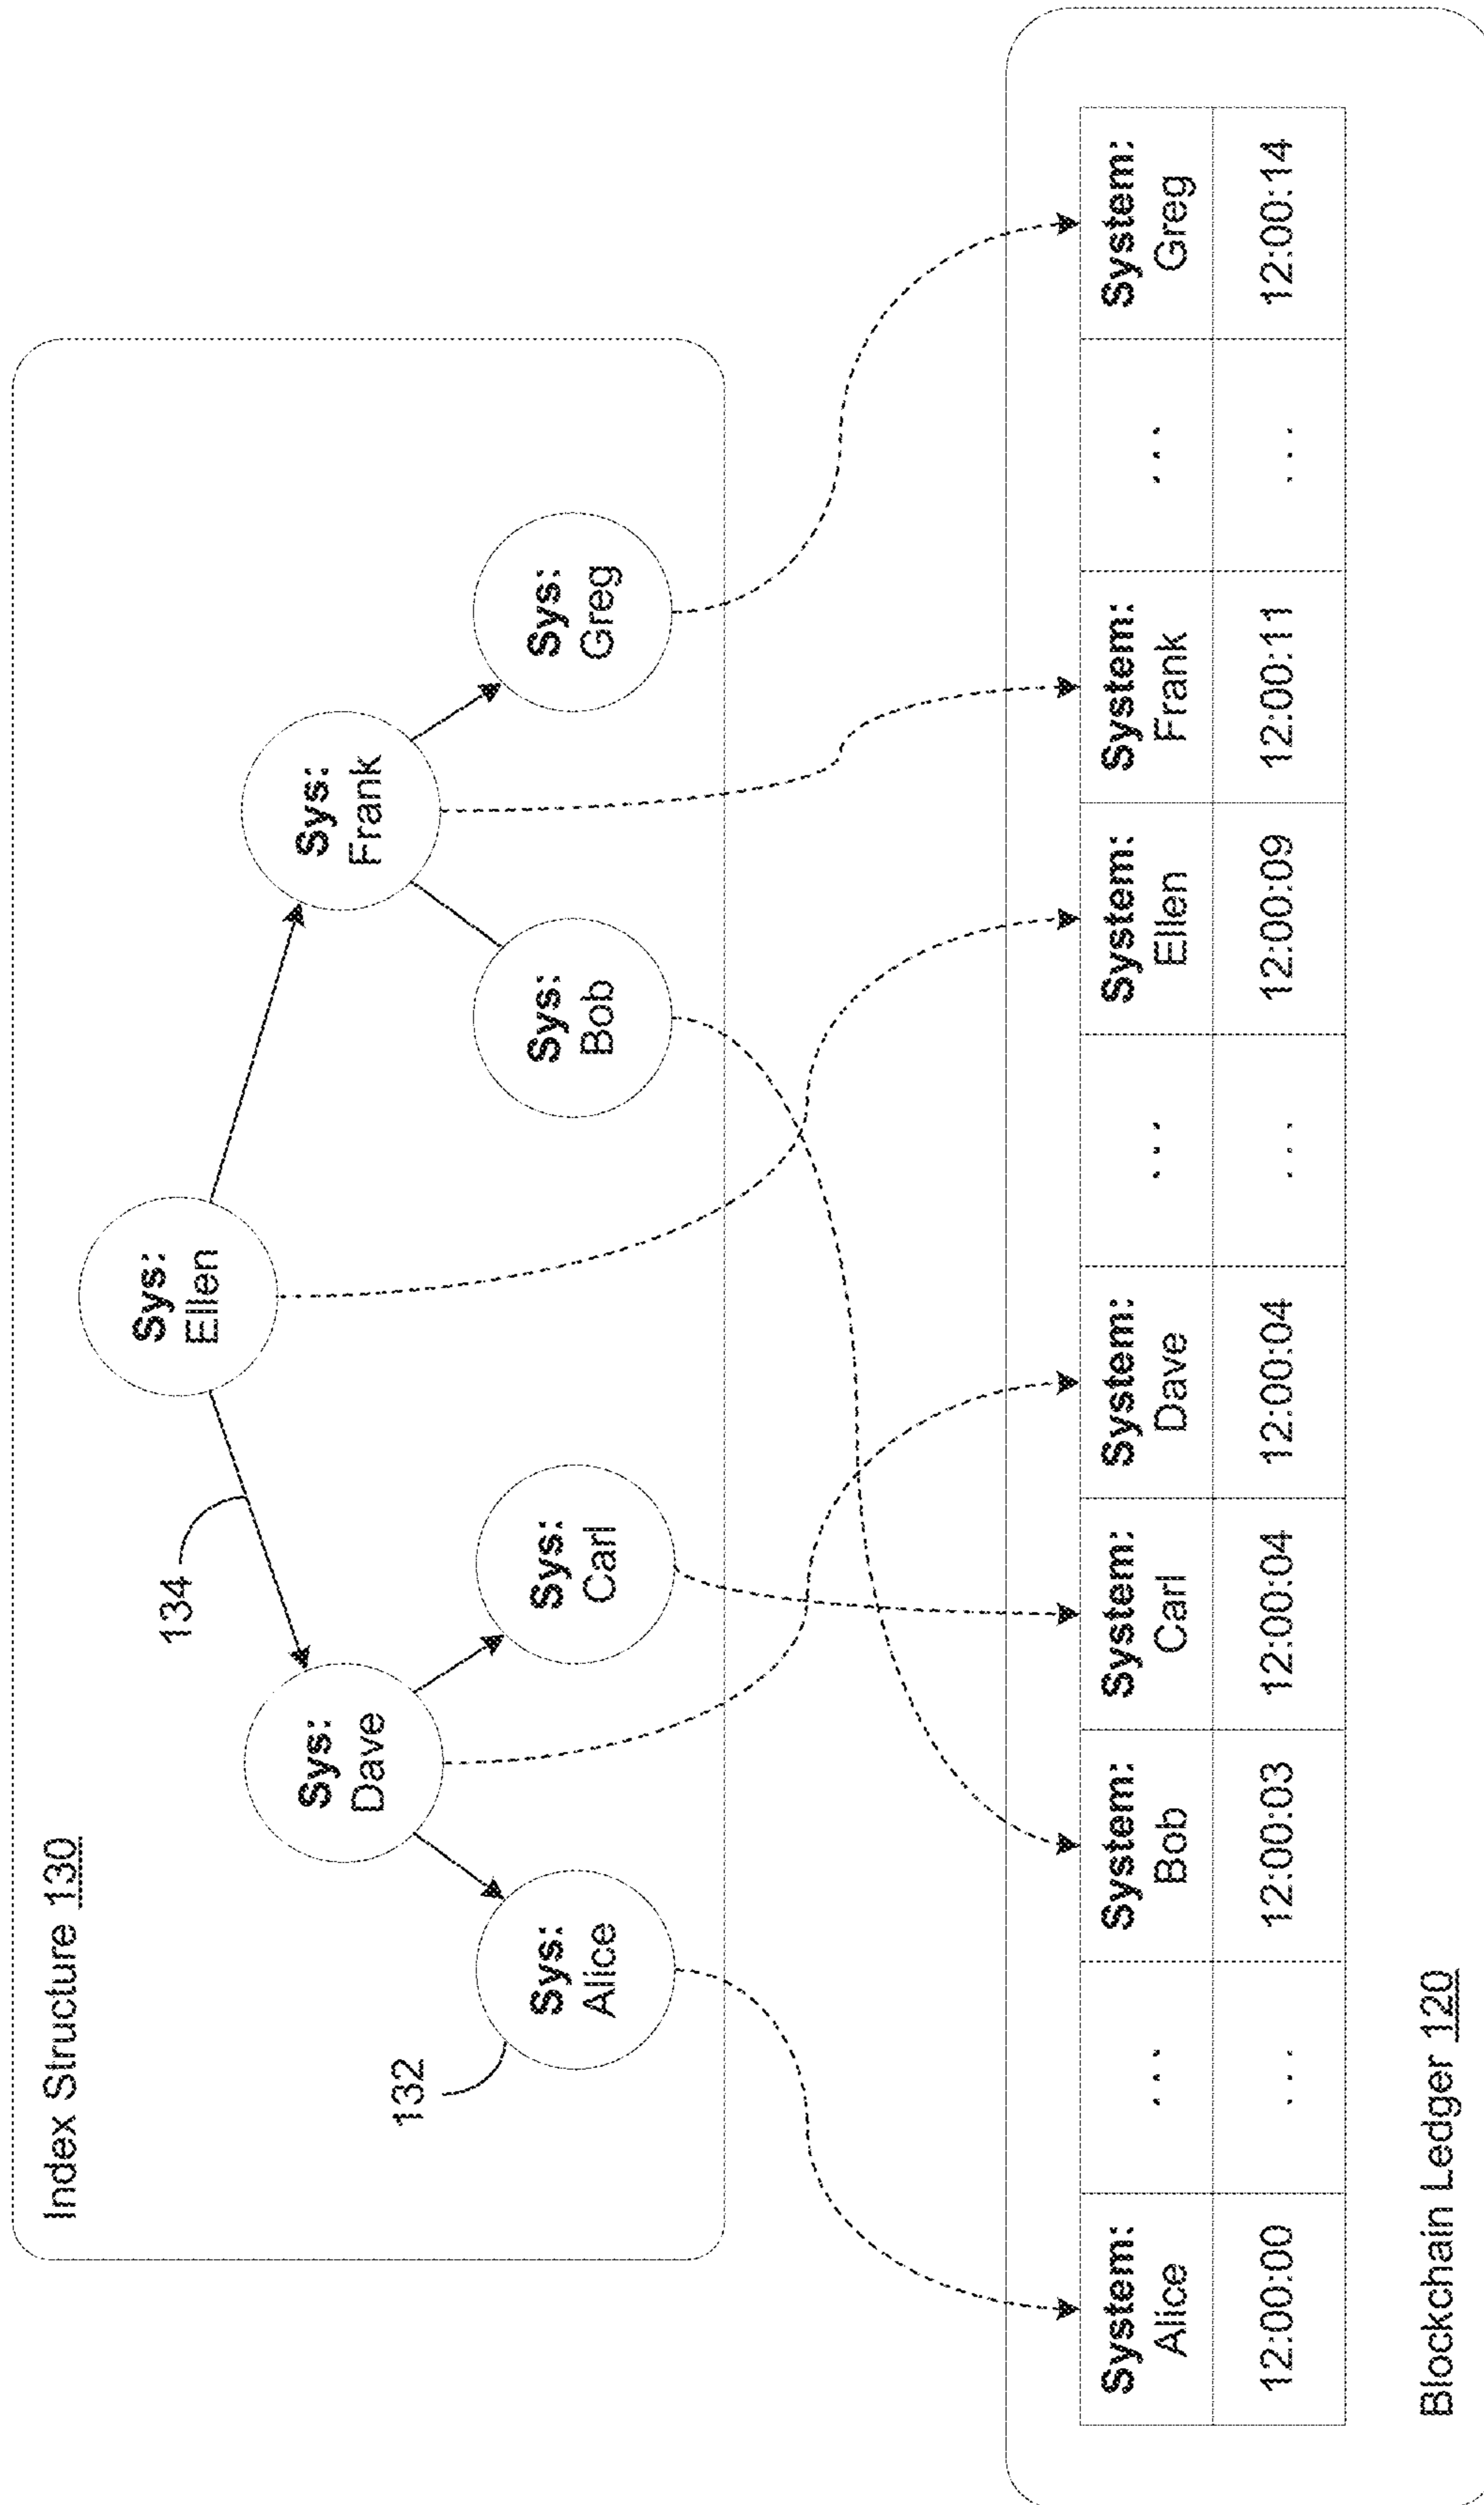 Index Structure 130
134
132
Sys:
Ellen
Sys:
Dave
Sys:
Frank
Sys:
Alice
Sys:
Carl
Sys:
Bob
Sys:
Greg
System:
Alice
...
System:
Bob
System:
Carl
System:
Dave
...
System:
Ellen
System:
Frank
...
System:
Greg
12:00:00
...
12:00:03
12:00:04
12:00:04
...
12:00:09
12:00:11
...
12:00:14
Blockchain Ledger 120